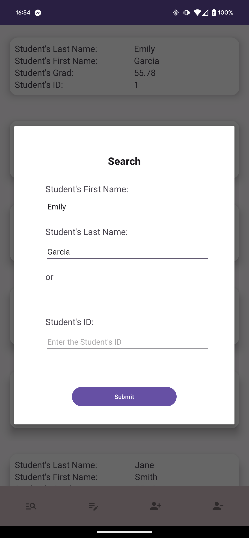 16:54
100%
Student's Last Name: Emily
Student's First Name: Garcia
Student's Grad: 55.78
Student's ID: 1
Search
Student's First Name:
Emily
Student's Last Name:
Garcia
or
Student's ID:
Enter the Student's ID
Submit
Student's Last Name: Jane
Student's First Name: Smith